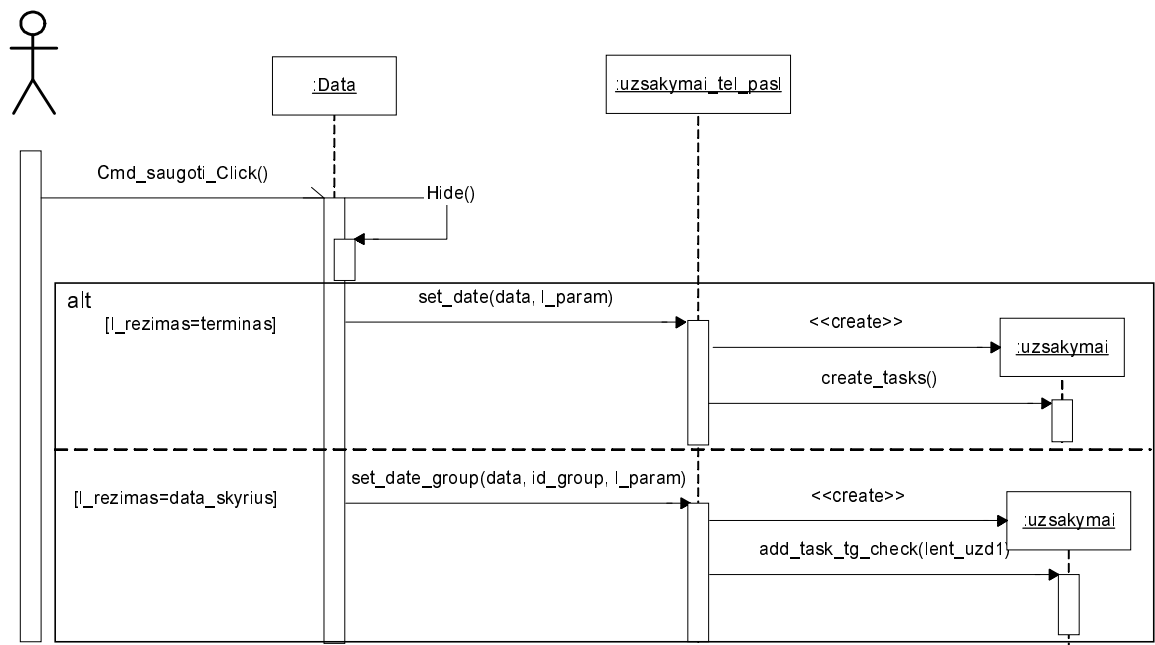 :Data
:uzsakymai_tel_pasl
Cmd_saugoti_Click()
Hide()
alt
set_date(data, l_param)
[l_rezimas=terminas]
<<create>>
:uzsakymai
create_tasks()
set_date_group(data, id_group, l_param)
[l_rezimas=data_skyrius]
<<create>>
:uzsakymai
add_task_tg_check(lent_uzd1)